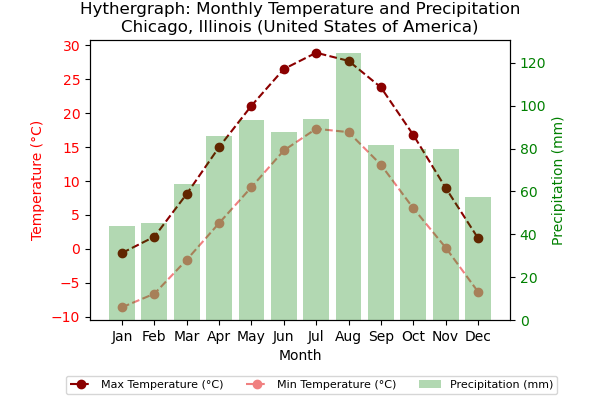 Hythergraph: Monthly Temperature and Precipitation
Chicago, Illinois (United States of America)
30
25
20
15
10
5
0
−5
−10
Temperature (°C)
120
100
80
60
40
20
0
Precipitation (mm)
Jan Feb Mar Apr May Jun Jul Aug Sep Oct Nov Dec
Month
Max Temperature (°C) Min Temperature (°C) Precipitation (mm)